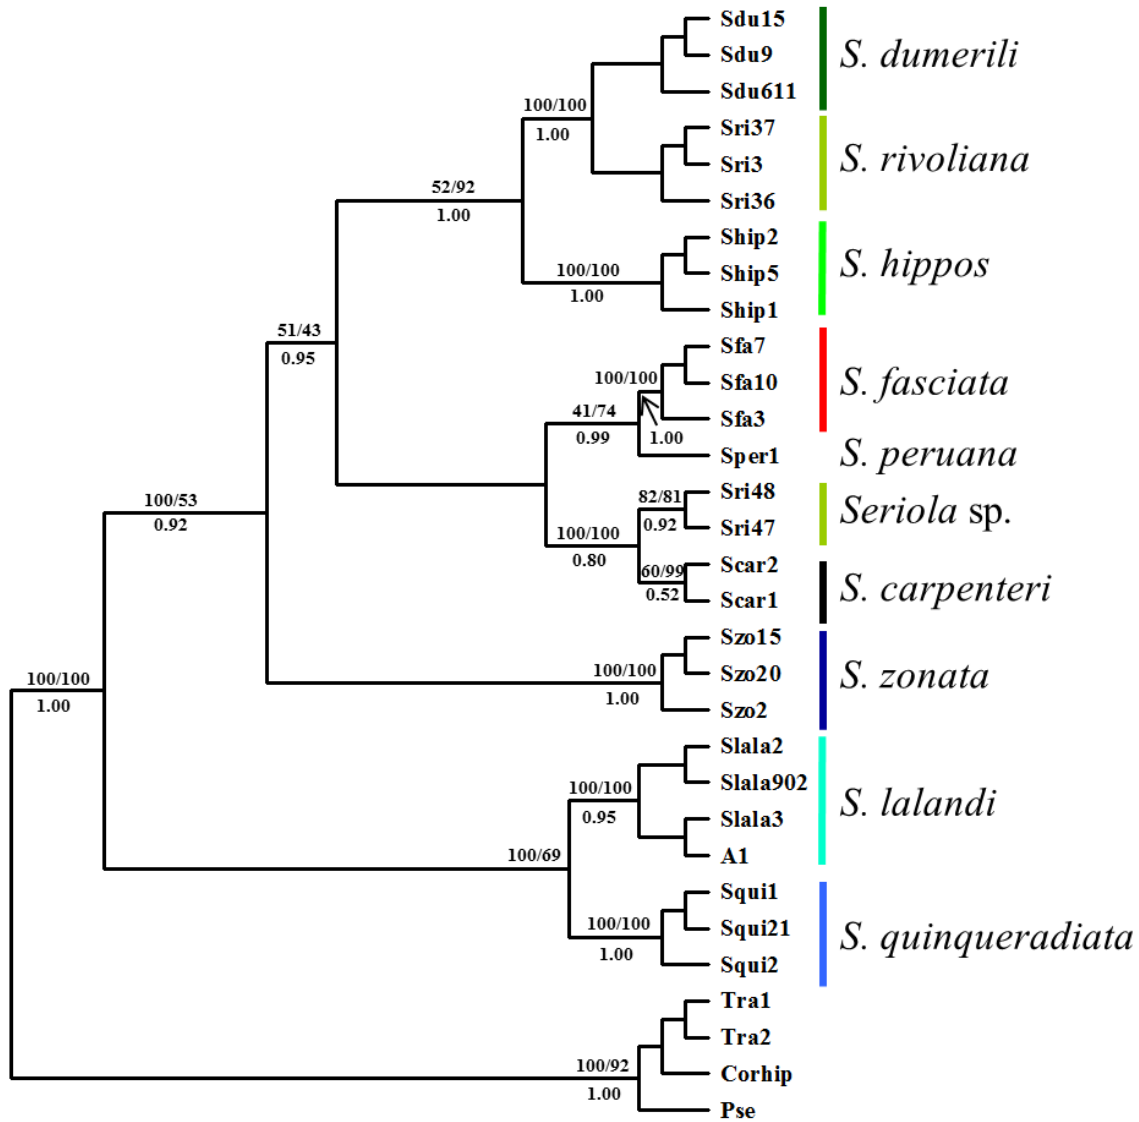 Sdu15
Sdu9
S. dumerili
Sdu611
100/100
1.00
Sri37
Sri3
S. rivoliana
Sri36
52/92
1.00
Ship2
Ship5
S. hippos
Ship1
100/100
1.00
51/43
0.95
Sfa7
Sfa10
S. fasciata
Sfa3
100/100
1.00
41/74
0.99
Sper1
S. peruana
Sri48
82/81
0.92
Seriola sp.
Sri47
100/100
0.80
Scar2
60/99
0.52
S. carpenteri
Scar1
100/53
0.92
Szo15
Szo20
S. zonata
Szo2
100/100
1.00
100/100
1.00
Slala2
Slala902
S. lalandi
Slala3
A1
100/100
0.95
100/69
Squi1
Squi21
S. quinqueradiata
Squi2
100/100
1.00
Tra1
Tra2
Corhip
Pse
100/92
1.00